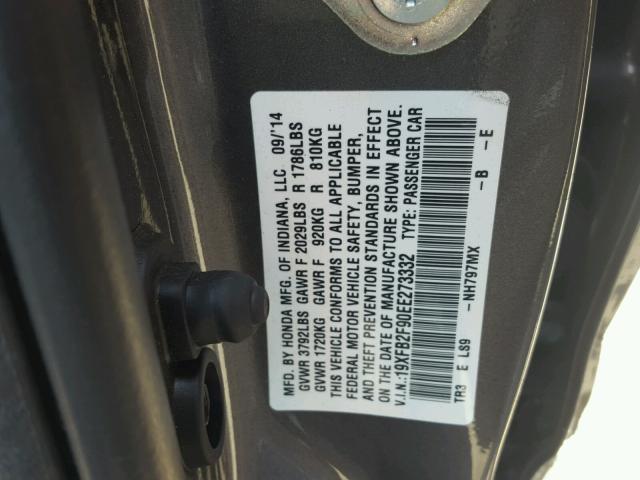 MFD. BY HONDA MFG. OF INDIANA, LLC 09/'14
GVWR 3792LBS GAWR F 2029LBS R 1786LBS
GVWR 1720KG GAWR F 920KG R 810KG
THIS VEHICLE CONFORMS TO ALL APPLICABLE
FEDERAL MOTOR VEHICLE SAFETY, BUMPER,
AND THEFT PREVENTION STANDARDS IN EFFECT
ON THE DATE OF MANUFACTURE SHOWN ABOVE.
V.I.N.:19XFB2F90EE273332 TYPE: PASSENGER CAR
TR3 E LS9 -NH797MX -B -E